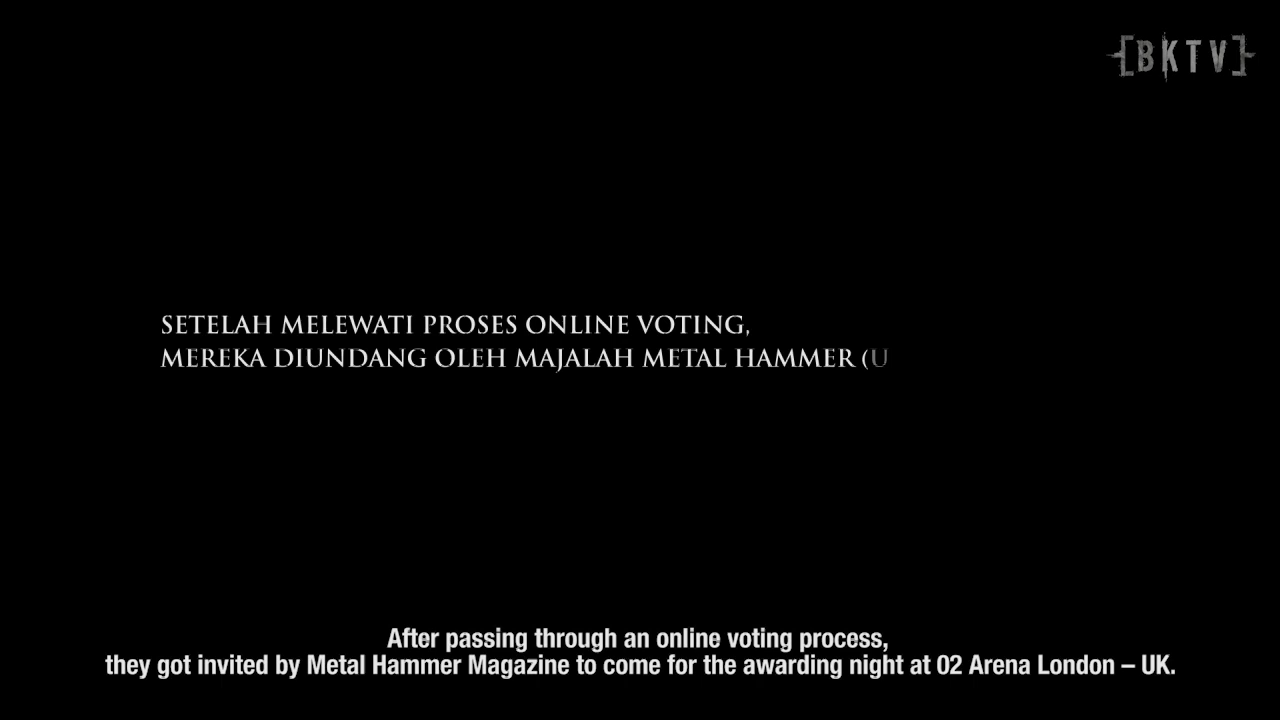 [BKTV]
SETELAH MELEWATI PROSES ONLINE VOTING,
MEREKA DIUNDANG OLEH MAJALAH METAL HAMMER (U
After passing through an online voting process,
they got invited by Metal Hammer Magazine to come for the awarding night at 02 Arena London – UK.